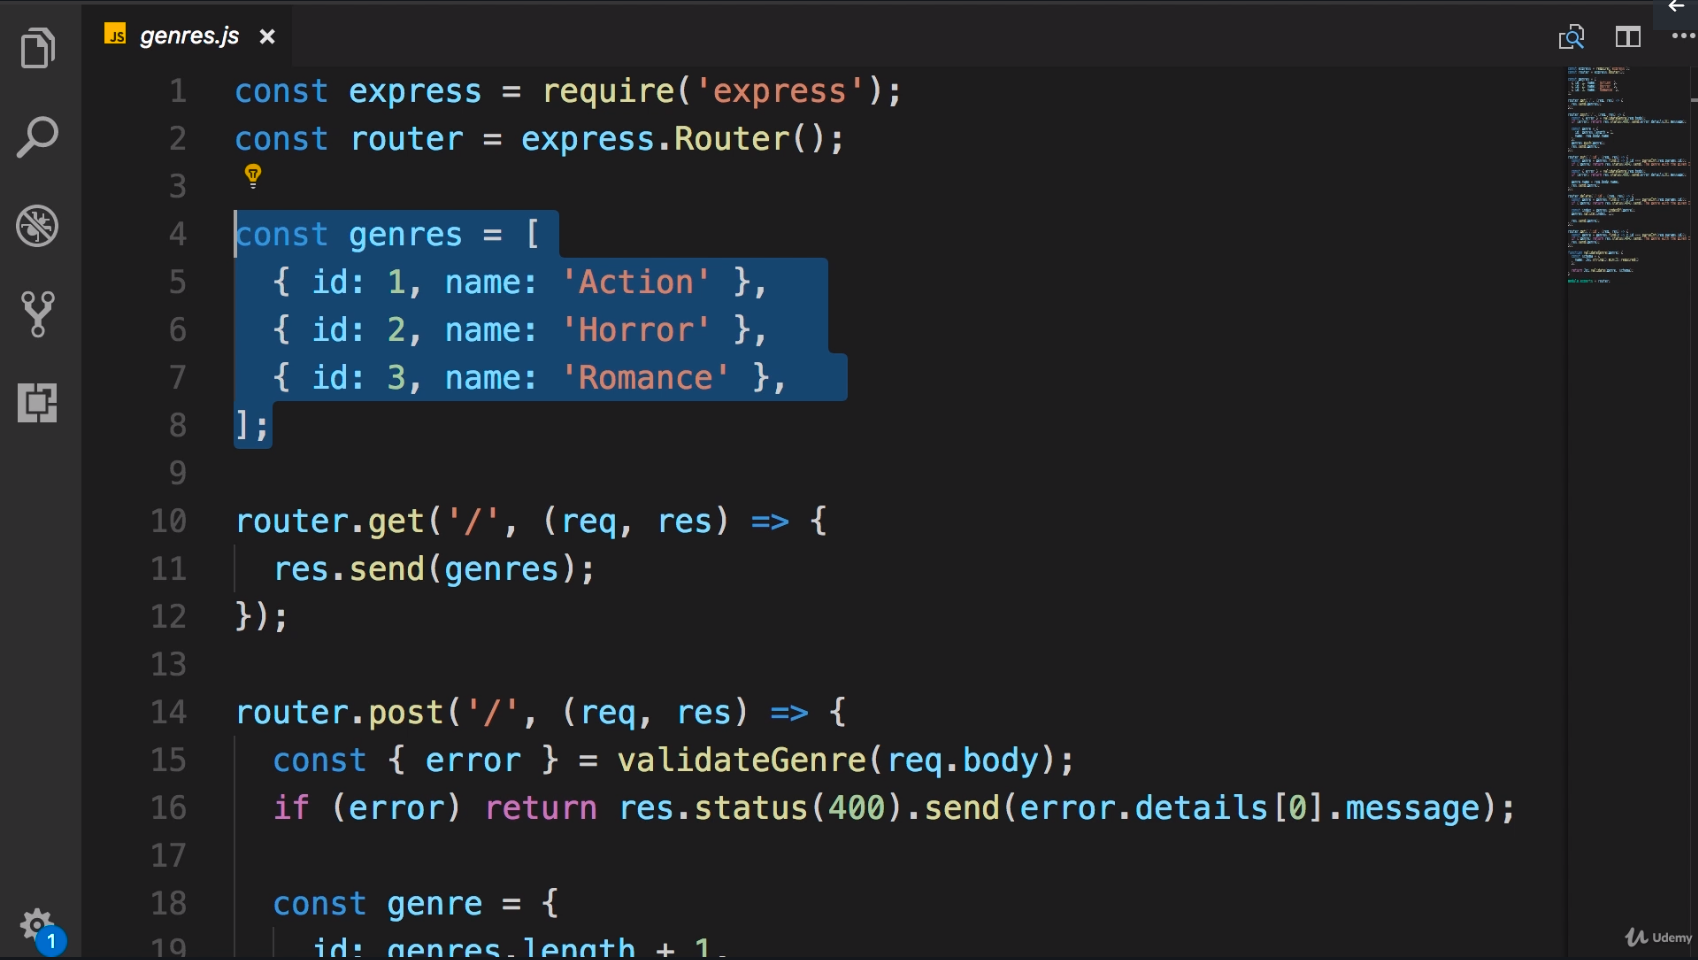 JS genres.js ×
1 const express = require('express');
2 const router = express.Router();
3
4 const genres = [
5   { id: 1, name: 'Action' },
6   { id: 2, name: 'Horror' },
7   { id: 3, name: 'Romance' },
8 ];
9
10 router.get('/', (req, res) => {
11   res.send(genres);
12 });
13
14 router.post('/', (req, res) => {
15   const { error } = validateGenre(req.body);
16   if (error) return res.status(400).send(error.details[0].message);
17
18   const genre = {
19     id: genres.length + 1,
1
Udemy